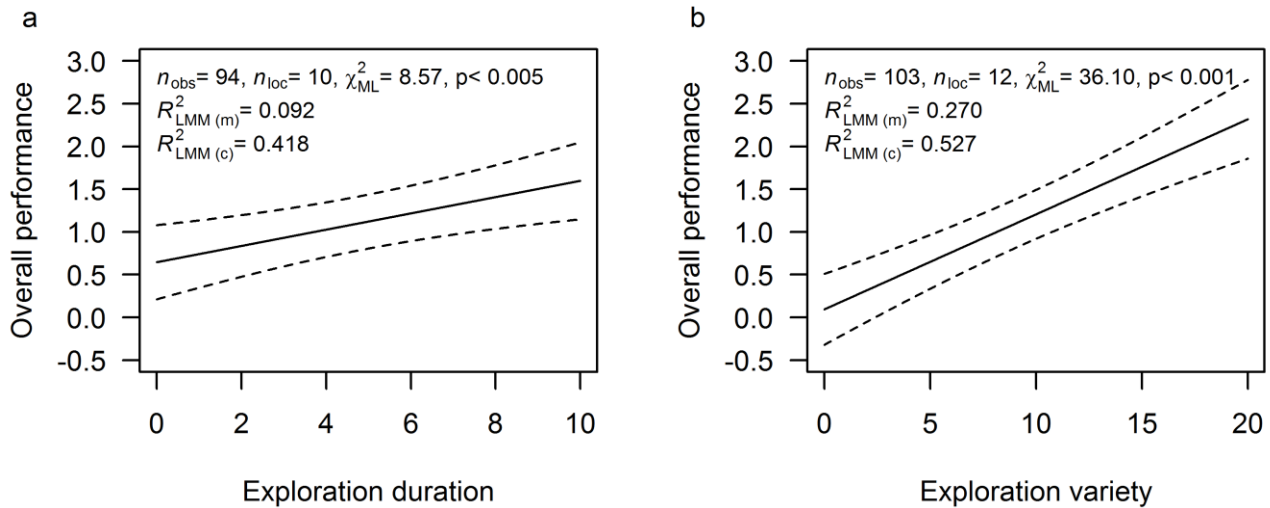 a
n_obs= 94, n_loc= 10, χ²_ML= 8.57, p< 0.005
R²_LMM (m)= 0.092
R²_LMM (c)= 0.418
Overall performance
3.0
2.5
2.0
1.5
1.0
0.5
0.0
-0.5
0 2 4 6 8 10
Exploration duration
b
n_obs= 103, n_loc= 12, χ²_ML= 36.10, p< 0.001
R²_LMM (m)= 0.270
R²_LMM (c)= 0.527
Overall performance
3.0
2.5
2.0
1.5
1.0
0.5
0.0
-0.5
0 5 10 15 20
Exploration variety